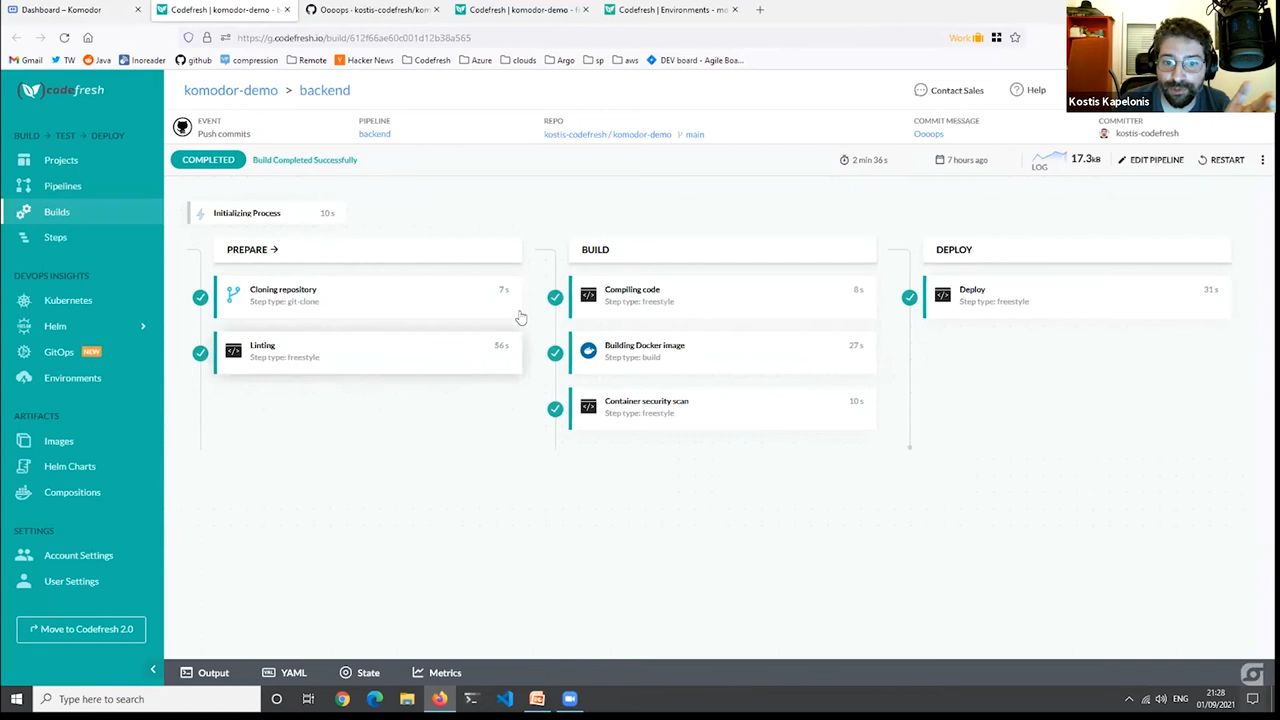 Dashboard – Komodor
Codefresh | komodor-demo - b
Oooops · kostis-codefresh/kom
Codefresh | komodor-demo - f
Codefresh | Environments - mo
https://g.codefresh.io/build/612f66ae60c001d12b38a565
Work
Gmail
TW
Java
Inoreader
github
compression
Remote
Hacker News
Codefresh
Azure
clouds
Argo
sp
aws
DEV board - Agile Boa...
Kostis Kapelonis
codefresh
komodor-demo > backend
Contact Sales
Help
EVENT
Push commits
PIPELINE
backend
REPO
kostis-codefresh / komodor-demo main
COMMIT MESSAGE
Oooops
COMMITTER
kostis-codefresh
COMPLETED
Build Completed Successfully
2 min 36 s
7 hours ago
LOG
17.3kB
EDIT PIPELINE
RESTART
BUILD → TEST → DEPLOY
Projects
Pipelines
Builds
Steps
DEVOPS INSIGHTS
Kubernetes
Helm
GitOps NEW
Environments
ARTIFACTS
Images
Helm Charts
Compositions
SETTINGS
Account Settings
User Settings
Move to Codefresh 2.0
Initializing Process 10 s
PREPARE →
Cloning repository 7 s
Step type: git-clone
Linting 56 s
Step type: freestyle
BUILD
Compiling code 8 s
Step type: freestyle
Building Docker image 27 s
Step type: build
Container security scan 10 s
Step type: freestyle
DEPLOY
Deploy 31 s
Step type: freestyle
Output
YAML
State
Metrics
Type here to search
ENG
21:28
01/09/2021